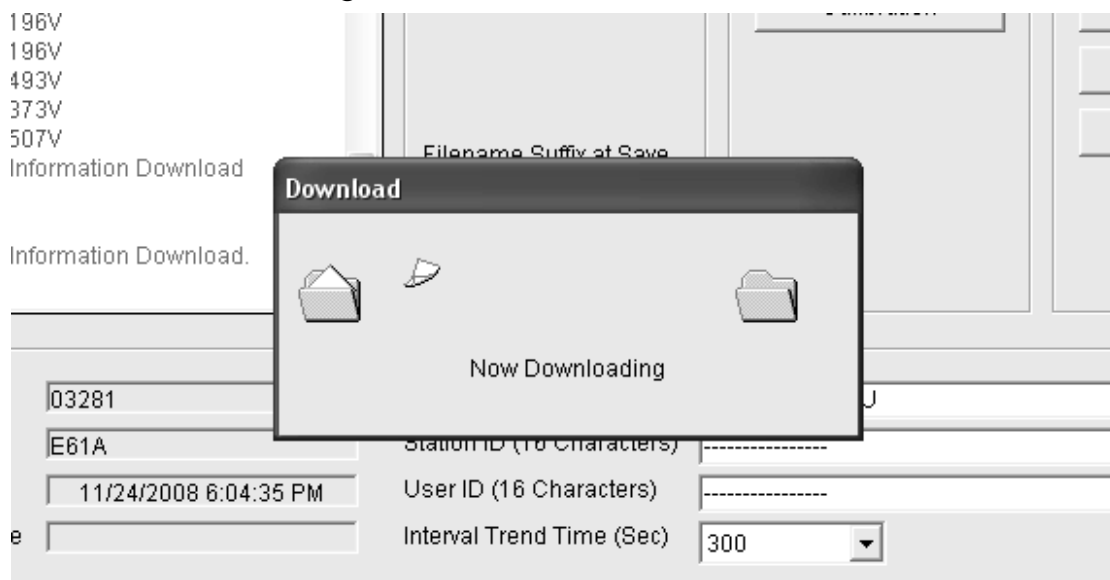 196V
196V
493V
373V
507V
Information Download
Filename Suffix at Save
Download
Information Download.
Now Downloading
03281
J
E61A
Station ID (16 Characters)
---------------
11/24/2008 6:04:35 PM
User ID (16 Characters)
---------------
e
Interval Trend Time (Sec)
300